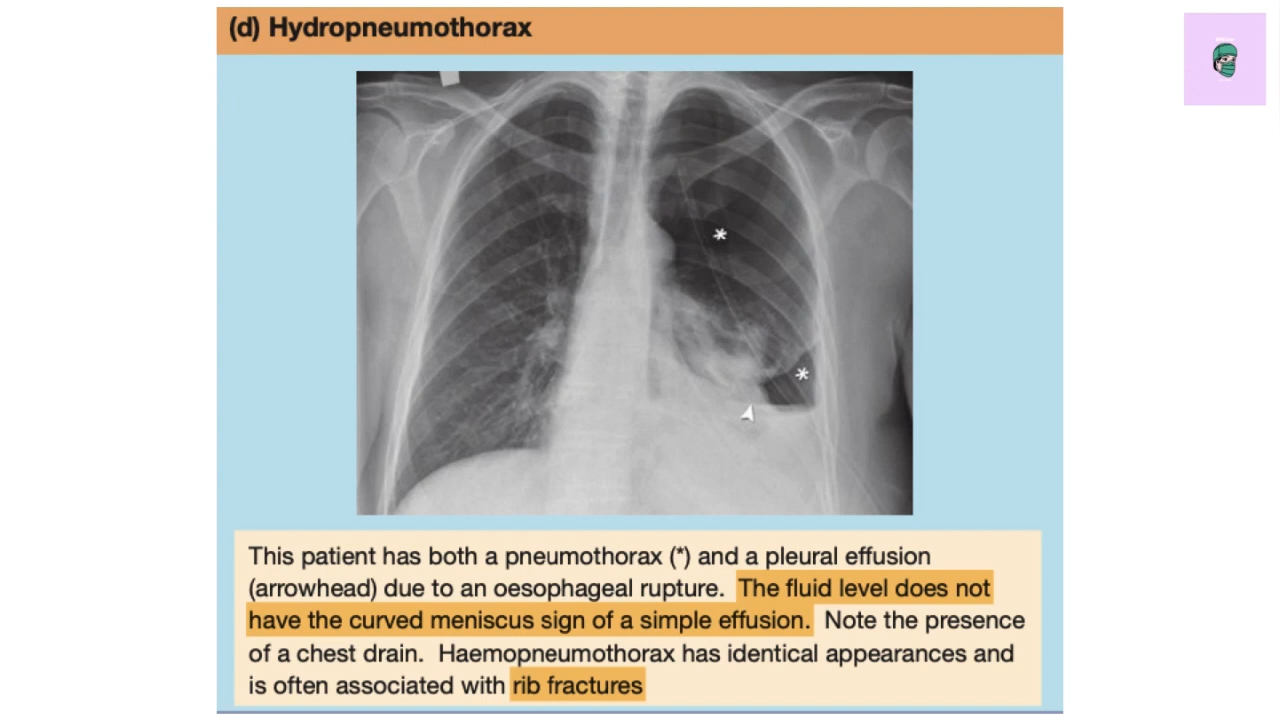 (d) Hydropneumothorax
*
*
This patient has both a pneumothorax (*) and a pleural effusion
(arrowhead) due to an oesophageal rupture. The fluid level does not
have the curved meniscus sign of a simple effusion. Note the presence
of a chest drain. Haemopneumothorax has identical appearances and
is often associated with rib fractures